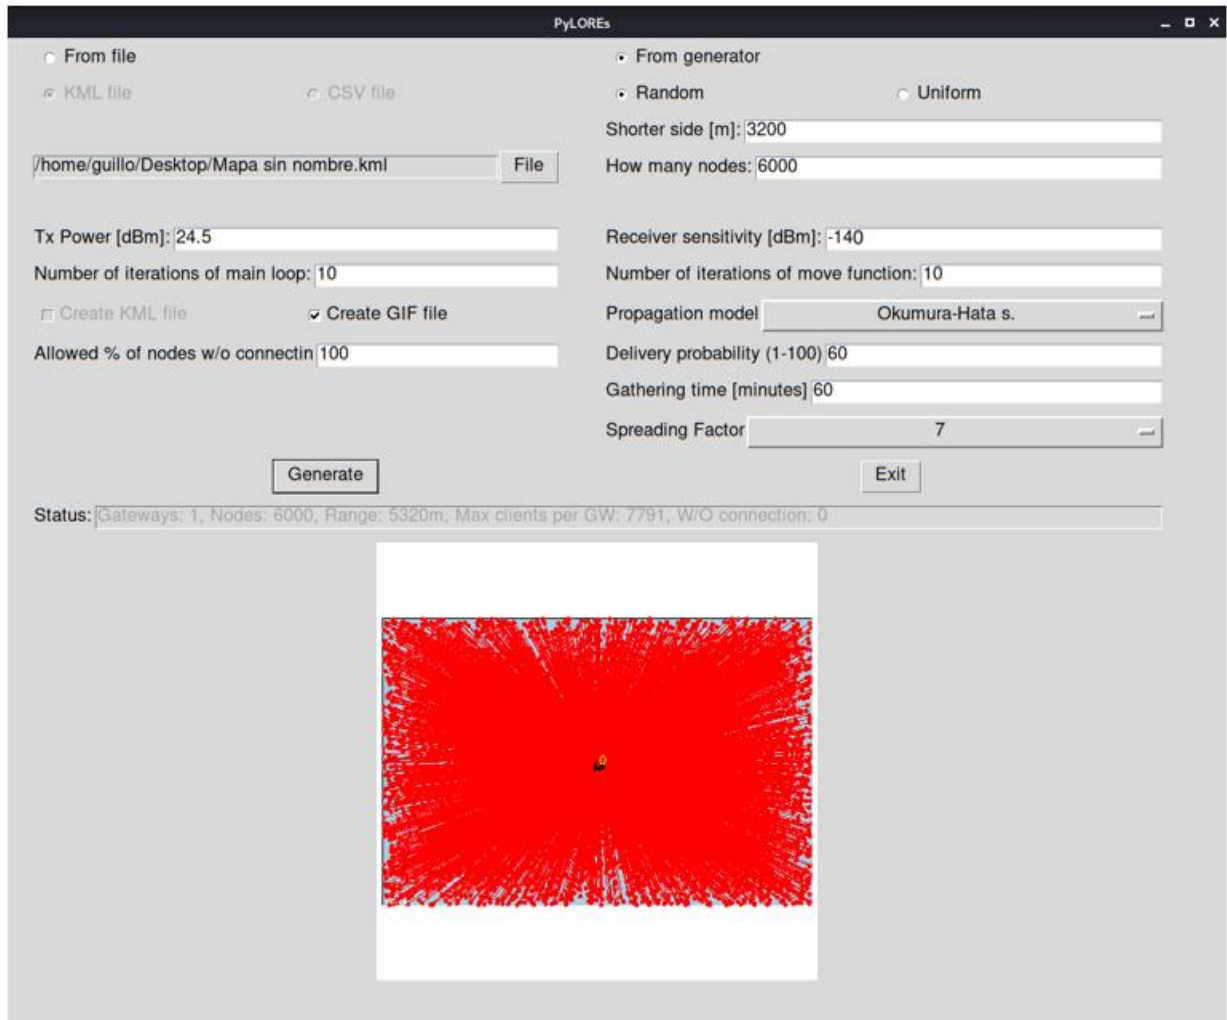 PyLOREs
From file
From generator
KML file
CSV file
Random
Uniform
Shorter side [m]: 3200
/home/guillo/Desktop/Mapa sin nombre.kml
File
How many nodes: 6000
Tx Power [dBm]: 24.5
Receiver sensitivity [dBm]: -140
Number of iterations of main loop: 10
Number of iterations of move function: 10
Create KML file
Create GIF file
Propagation model
Okumura-Hata s.
Allowed % of nodes w/o connectin 100
Delivery probability (1-100) 60
Gathering time [minutes] 60
Spreading Factor
7
Generate
Exit
Status: Gateways: 1, Nodes: 6000, Range: 5320m, Max clients per GW: 7791, W/O connection: 0